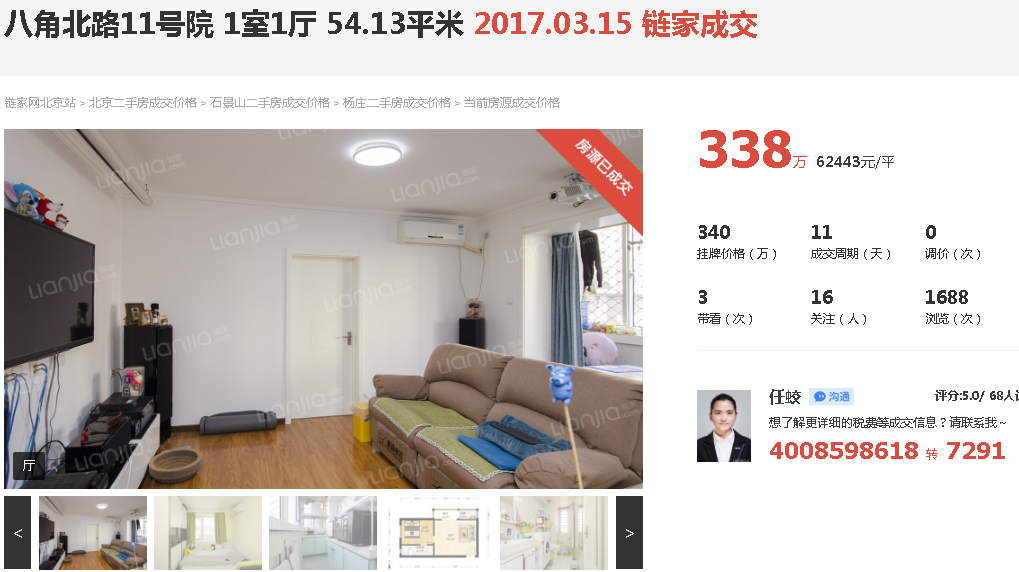 八角北路11号院 1室1厅 54.13平米 2017.03.15 链家成交
链家网北京站 > 北京二手房成交价格 > 石景山二手房成交价格 > 杨庄二手房成交价格 > 当前房源成交价格
房源已成交
Lianjia.com 链家
厅
<
>
338万 62443元/平
340 11 0
挂牌价格（万） 成交周期（天） 调价（次）
3 16 1688
带看（次） 关注（人） 浏览（次）
任蛟 沟通 评分:5.0/ 68人
想了解更详细的税费等成交信息？请联系我~
4008598618 转 7291